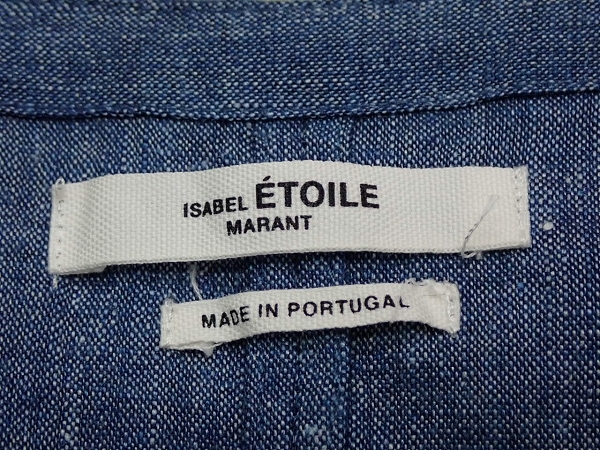 ISABEL ÉTOILE
MARANT
MADE IN PORTUGAL